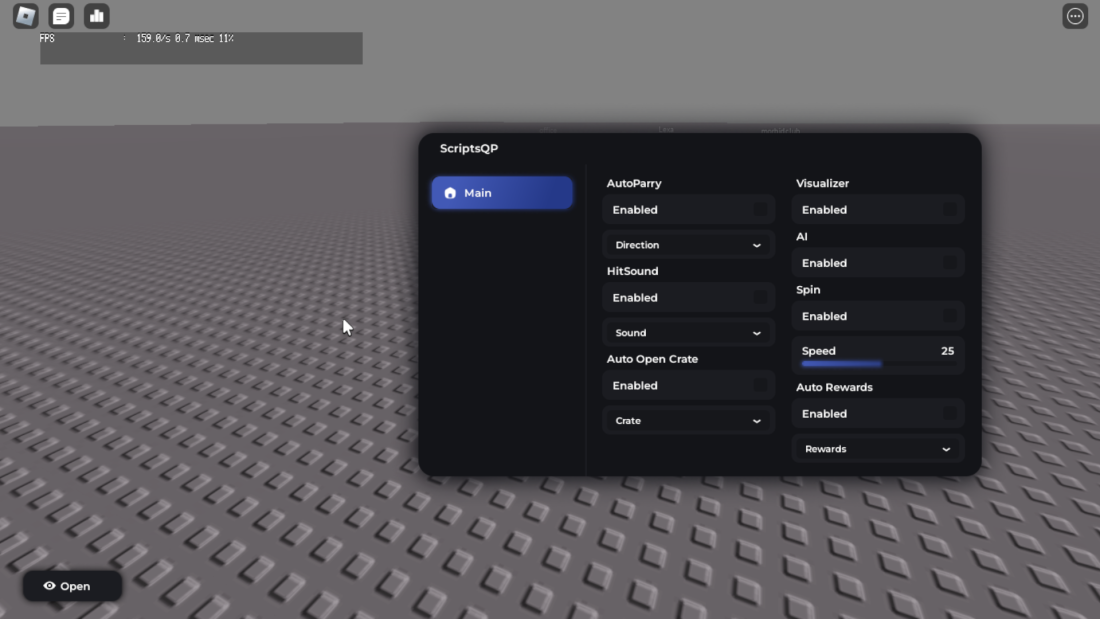 FPS : 159.0/s 0.7 msec 11%
ScriptsQP
Main
AutoParry
Enabled
Direction
HitSound
Enabled
Sound
Auto Open Crate
Enabled
Crate
Visualizer
Enabled
AI
Enabled
Spin
Enabled
Speed 25
Auto Rewards
Enabled
Rewards
Open